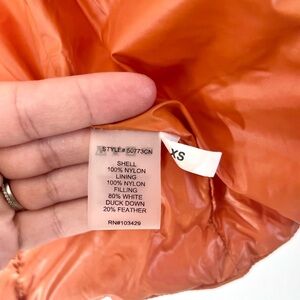 STYLE# 50773CN
SHELL
100% NYLON
LINING
100% NYLON
FILLING
80% WHITE
DUCK DOWN
20% FEATHER
RN#103429
XS